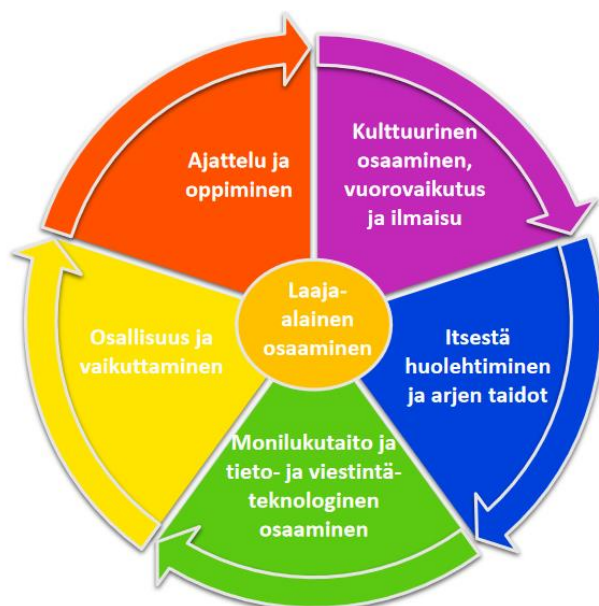 Ajattelu ja
oppiminen
Kulttuurinen
osaaminen,
vuorovaikutus
ja ilmaisu
Itsestä
huolehtiminen
ja arjen taidot
Monilukutaito ja
tieto- ja viestintä-
teknologinen
osaaminen
Osallisuus ja
vaikuttaminen
Laaja-
alainen
osaaminen